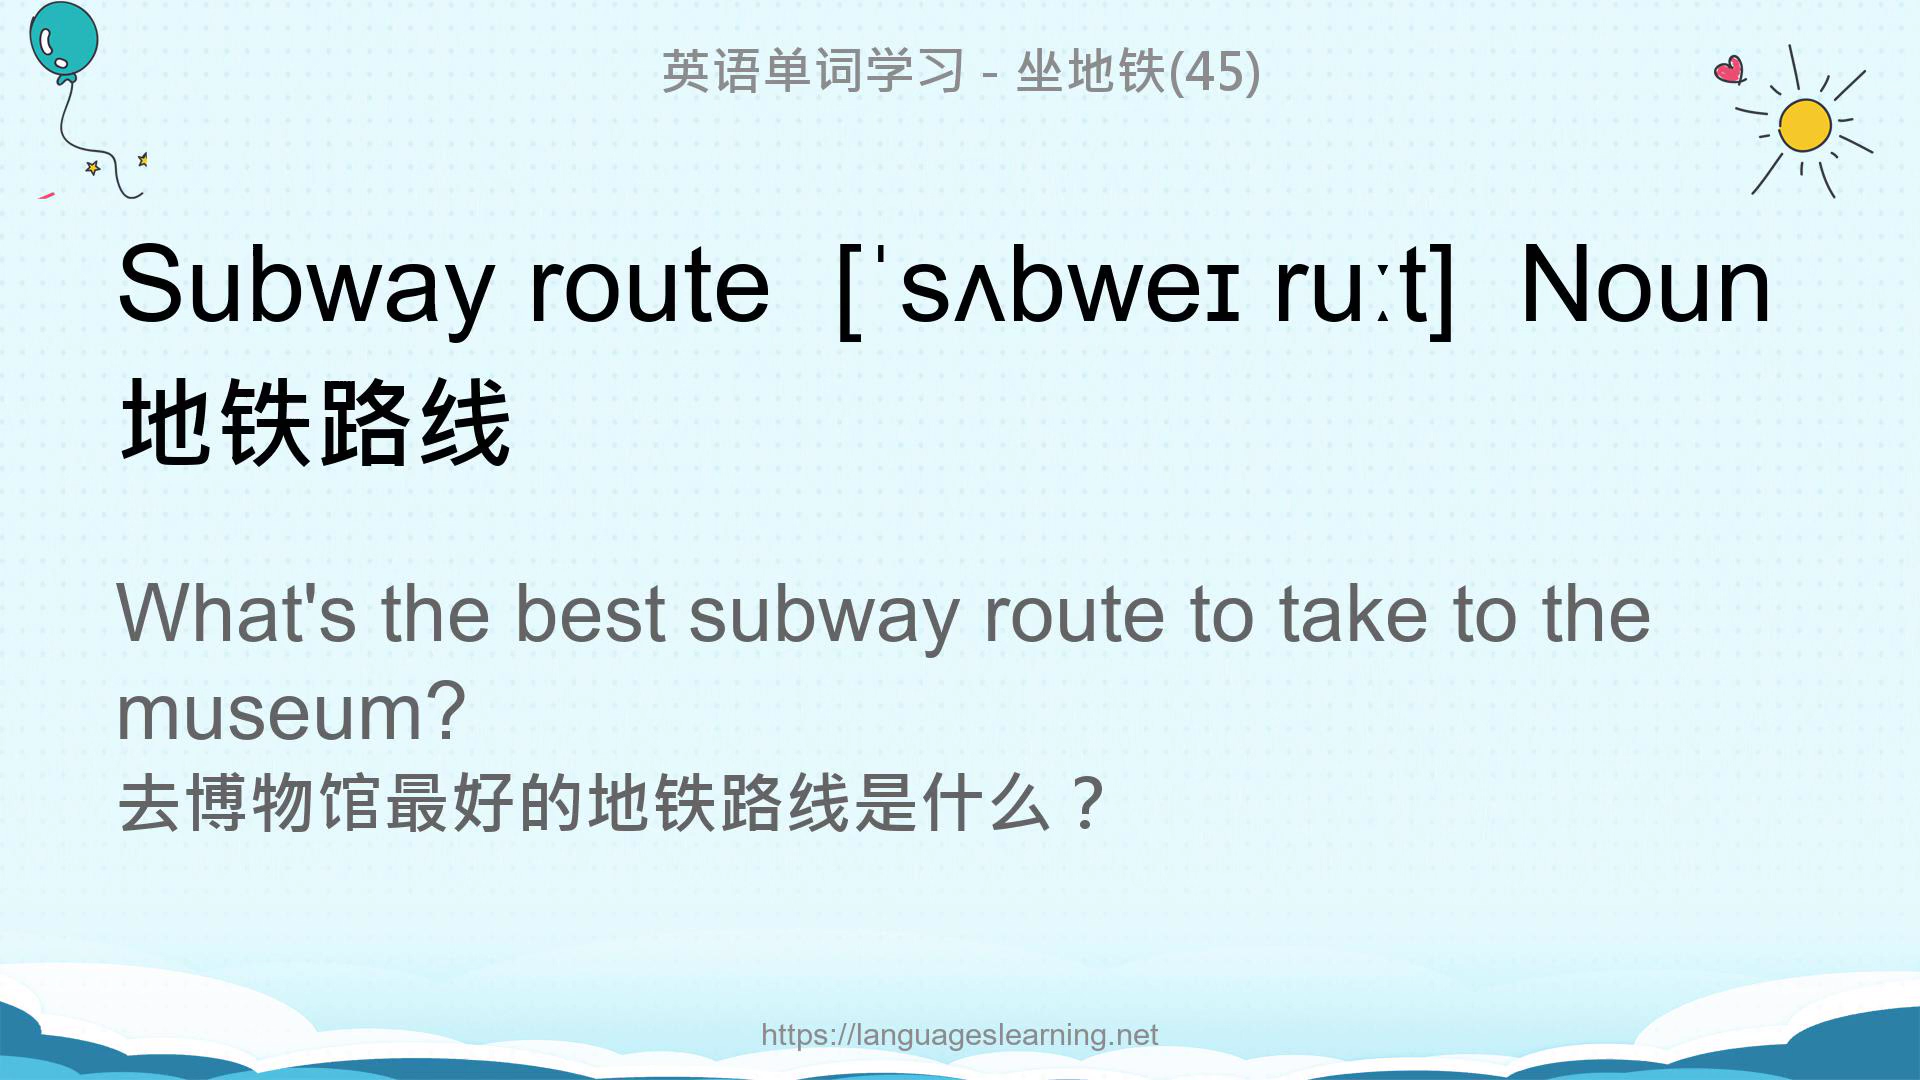 英语单词学习 - 坐地铁(45)
Subway route  [ˈsʌbweɪ ruːt]  Noun
地铁路线
What's the best subway route to take to the
museum?
去博物馆最好的地铁路线是什么？
https://languageslearning.net